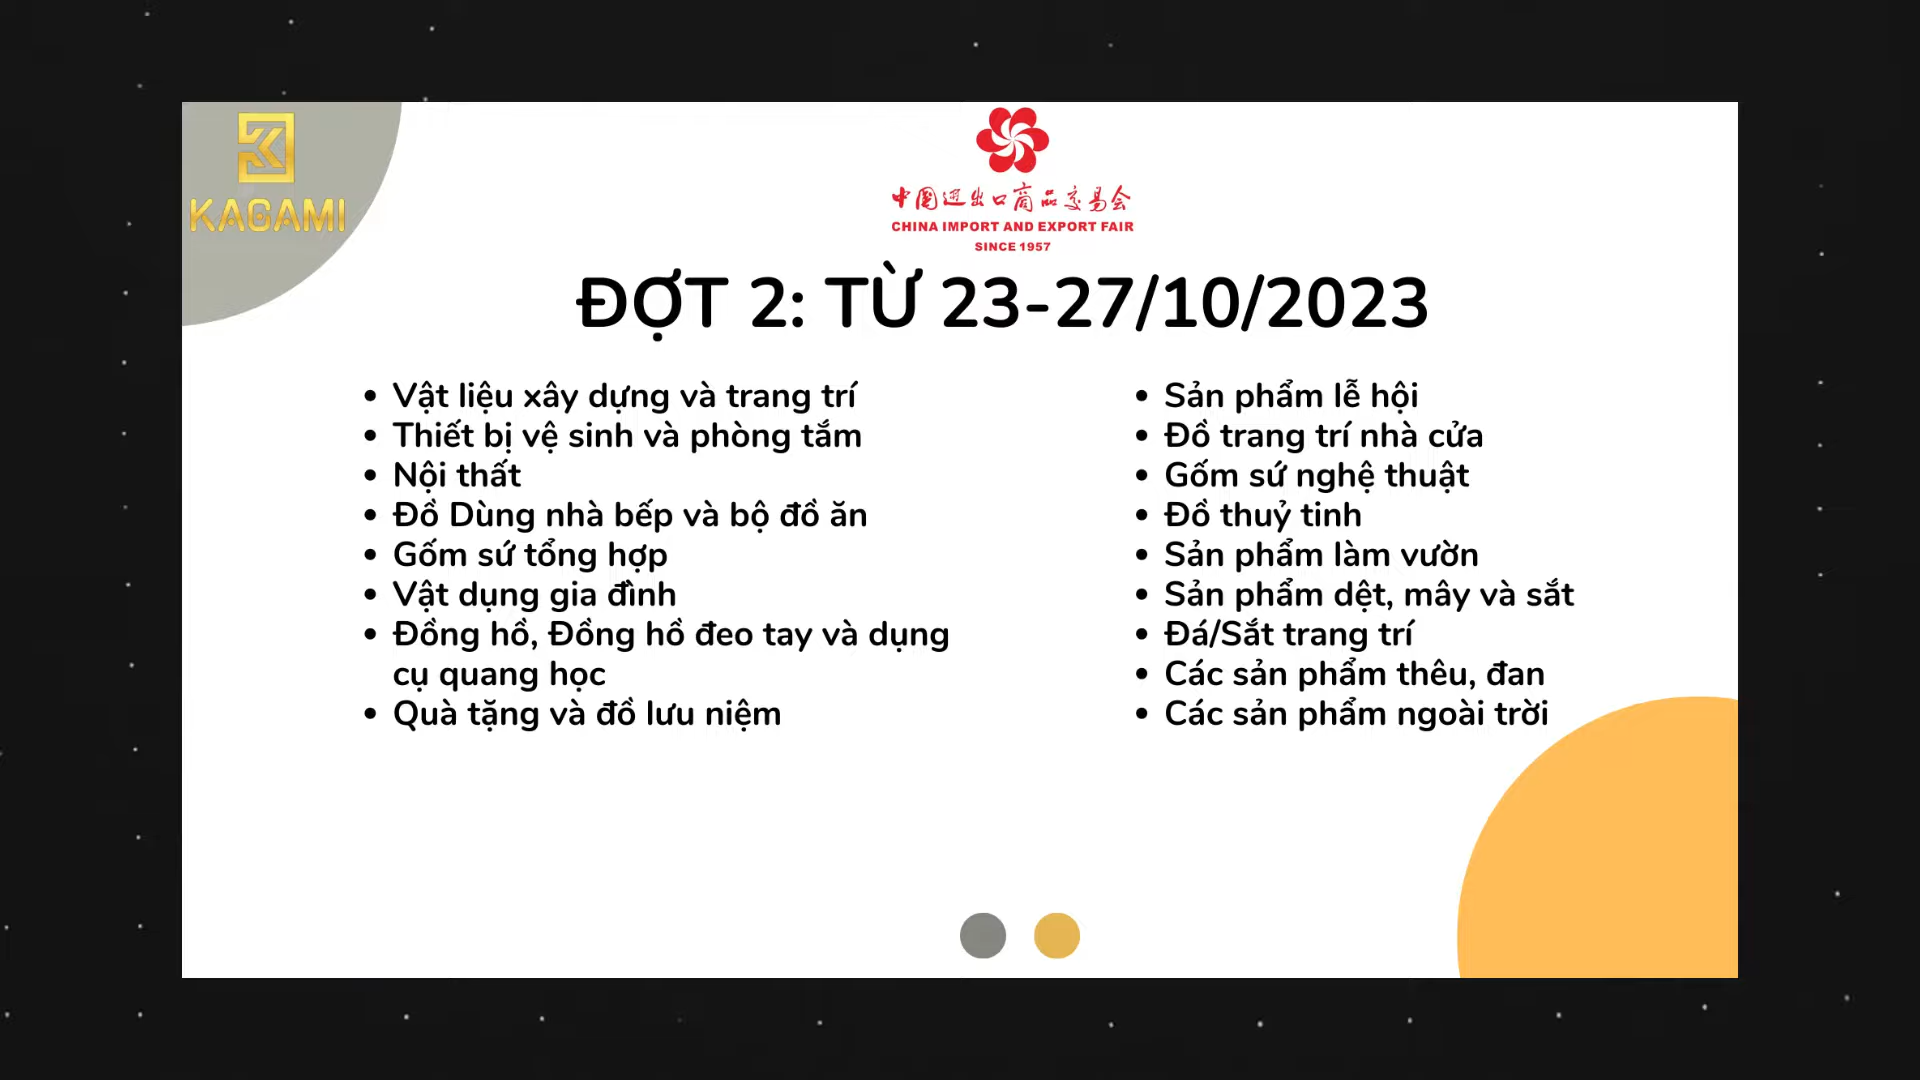 KAGAMI
中国进出口商品交易会
CHINA IMPORT AND EXPORT FAIR
SINCE 1957
ĐỢT 2: TỪ 23-27/10/2023
• Vật liệu xây dựng và trang trí
• Thiết bị vệ sinh và phòng tắm
• Nội thất
• Đồ Dùng nhà bếp và bộ đồ ăn
• Gốm sứ tổng hợp
• Vật dụng gia đình
• Đồng hồ, Đồng hồ đeo tay và dụng
cụ quang học
• Quà tặng và đồ lưu niệm
• Sản phẩm lễ hội
• Đồ trang trí nhà cửa
• Gốm sứ nghệ thuật
• Đồ thuỷ tinh
• Sản phẩm làm vườn
• Sản phẩm dệt, mây và sắt
• Đá/Sắt trang trí
• Các sản phẩm thêu, đan
• Các sản phẩm ngoài trời